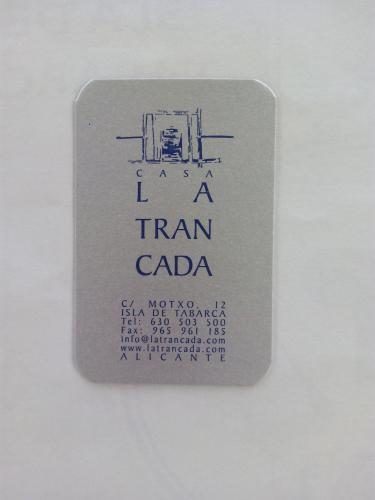 CASA
LA
TRAN
CADA
C/ MOTXO, 12
ISLA DE TABARCA
Tel: 630 503 500
Fax: 965 961 185
info@latrancada.com
www.latrancada.com
ALICANTE